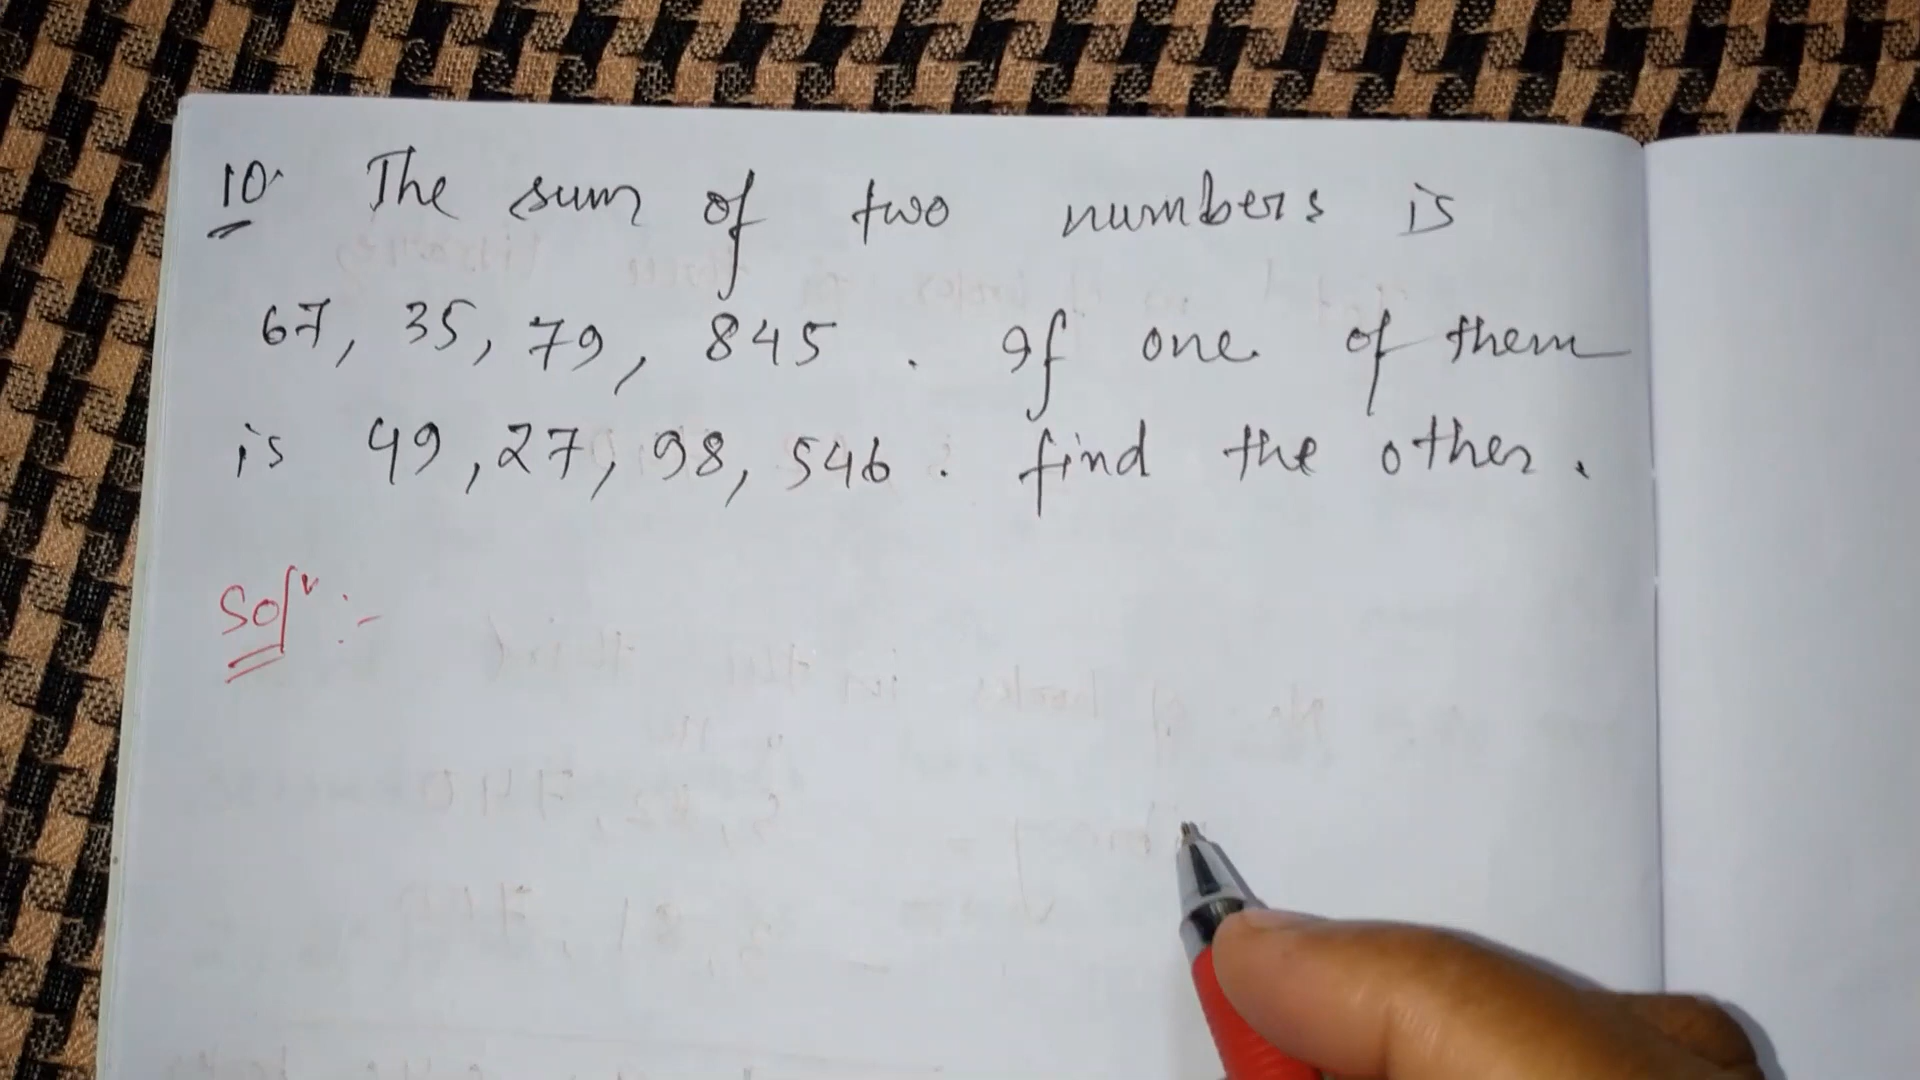 10. The sum of two numbers is
67, 35, 79, 845. If one of them
is 49, 27, 98, 546. find the other.
Solⁿ :-